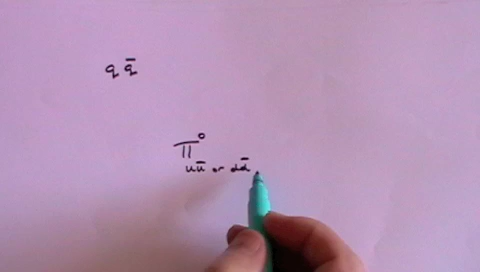 q q̄
π⁰
uū or dd̄